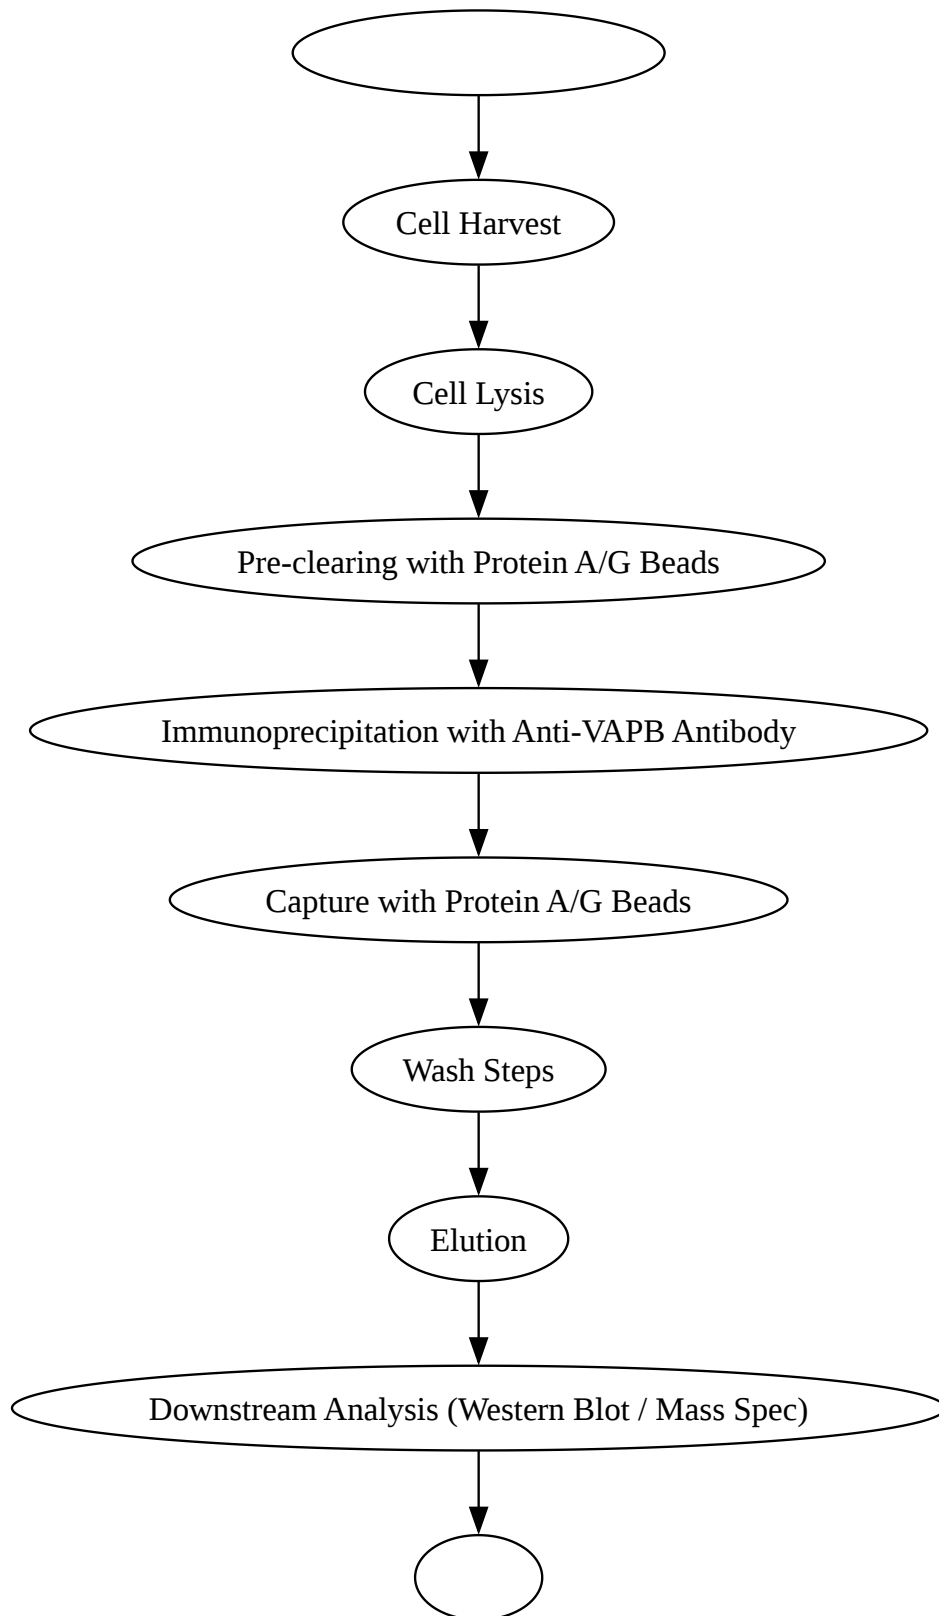 Cell Harvest
Cell Lysis
Pre-clearing with Protein A/G Beads
Immunoprecipitation with Anti-VAPB Antibody
Capture with Protein A/G Beads
Wash Steps
Elution
Downstream Analysis (Western Blot / Mass Spec)